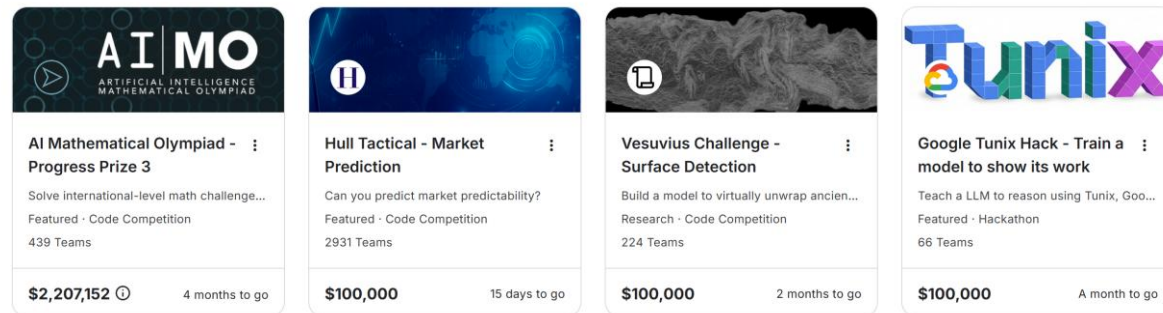 AI MO
ARTIFICIAL INTELLIGENCE
MATHEMATICAL OLYMPIAD
AI Mathematical Olympiad -
Progress Prize 3
Solve international-level math challenge...
Featured · Code Competition
439 Teams
$2,207,152
4 months to go
H
Hull Tactical - Market
Prediction
Can you predict market predictability?
Featured · Code Competition
2931 Teams
$100,000
15 days to go
Vesuvius Challenge -
Surface Detection
Build a model to virtually unwrap ancien...
Research · Code Competition
224 Teams
$100,000
2 months to go
Tunix
Google Tunix Hack - Train a
model to show its work
Teach a LLM to reason using Tunix, Goo...
Featured · Hackathon
66 Teams
$100,000
A month to go